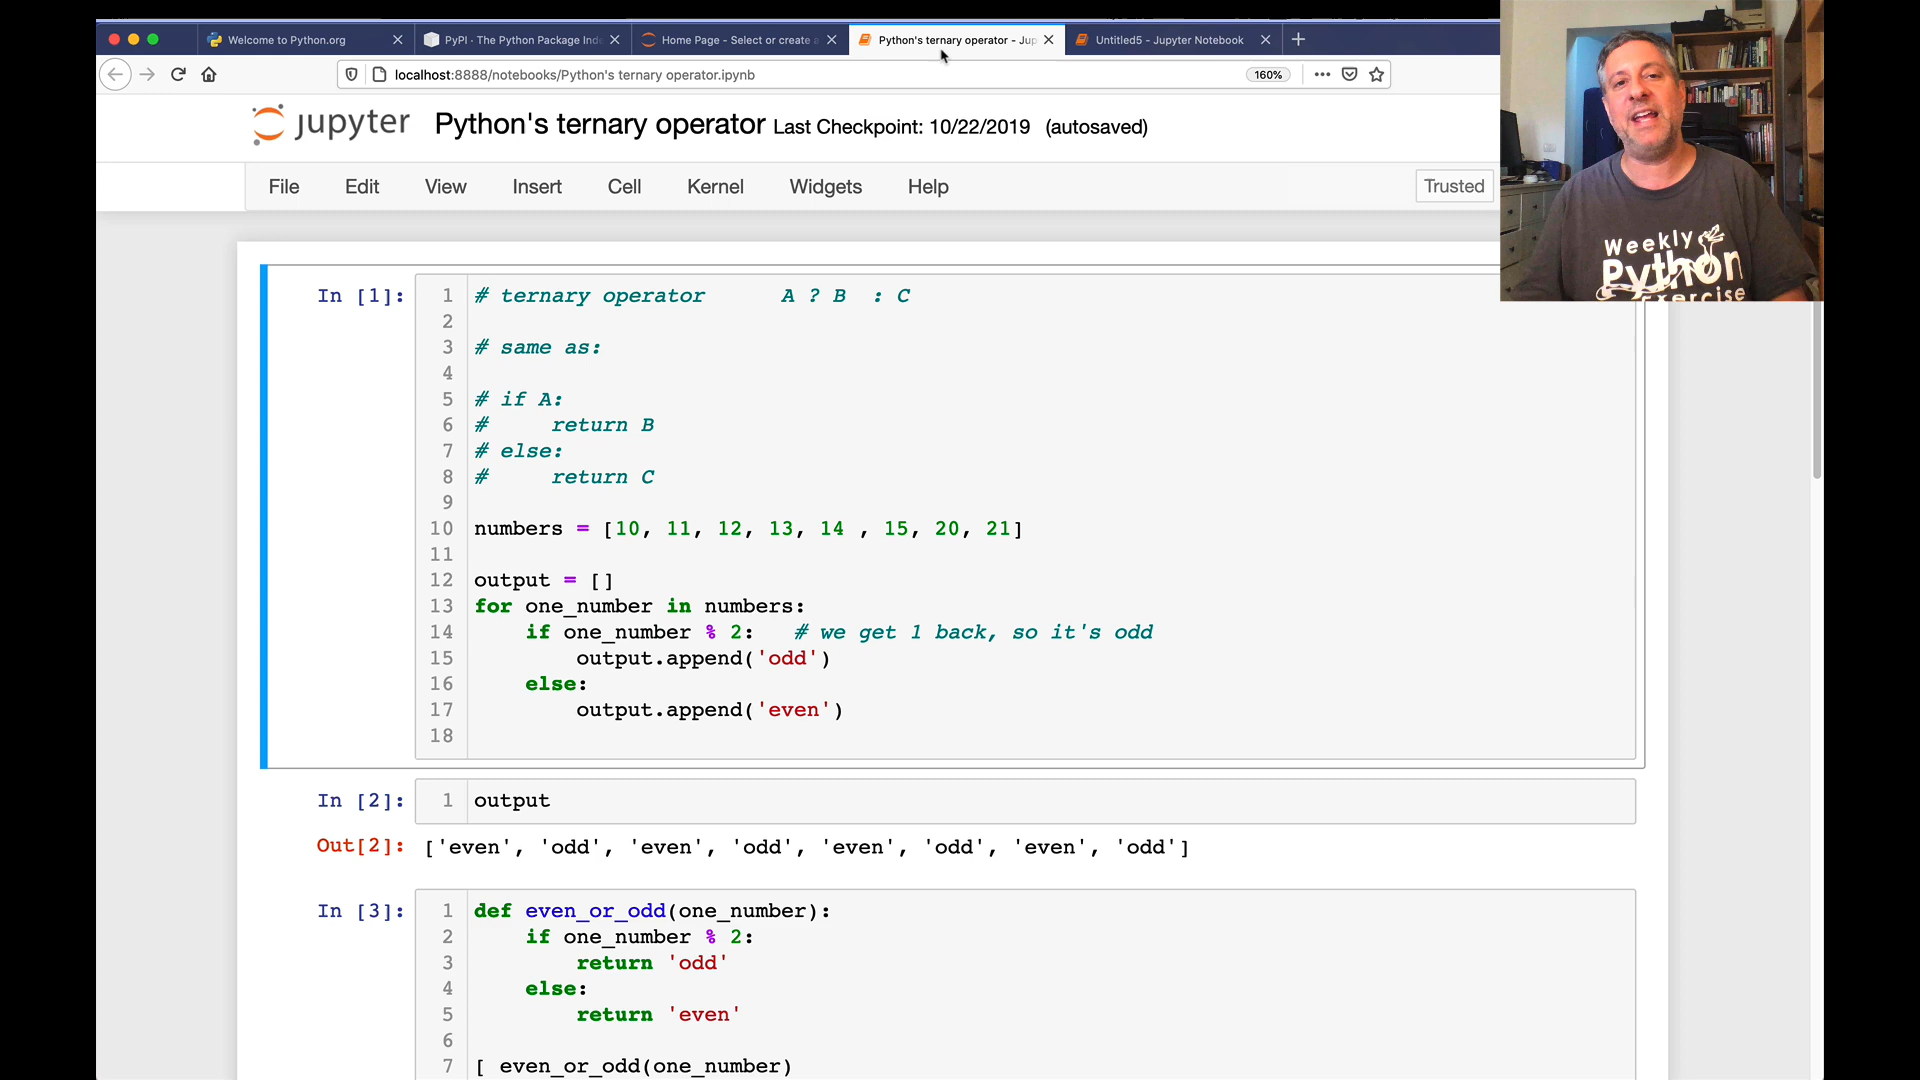 Welcome to Python.org
PyPI · The Python Package Inde
Home Page - Select or create a
Python's ternary operator - Jup
Untitled5 - Jupyter Notebook
localhost:8888/notebooks/Python's ternary operator.ipynb
160%
jupyter Python's ternary operator Last Checkpoint: 10/22/2019 (autosaved)
File Edit View Insert Cell Kernel Widgets Help
Trusted
Weekly
Python
Exercise
In [1]:
1 # ternary operator      A ? B  : C
2
3 # same as:
4
5 # if A:
6 #     return B
7 # else:
8 #     return C
9
10 numbers = [10, 11, 12, 13, 14 , 15, 20, 21]
11
12 output = []
13 for one_number in numbers:
14     if one_number % 2:   # we get 1 back, so it's odd
15         output.append('odd')
16     else:
17         output.append('even')
18
In [2]:
1 output
Out[2]: ['even', 'odd', 'even', 'odd', 'even', 'odd', 'even', 'odd']
In [3]:
1 def even_or_odd(one_number):
2     if one_number % 2:
3         return 'odd'
4     else:
5         return 'even'
6
7 [ even_or_odd(one_number)